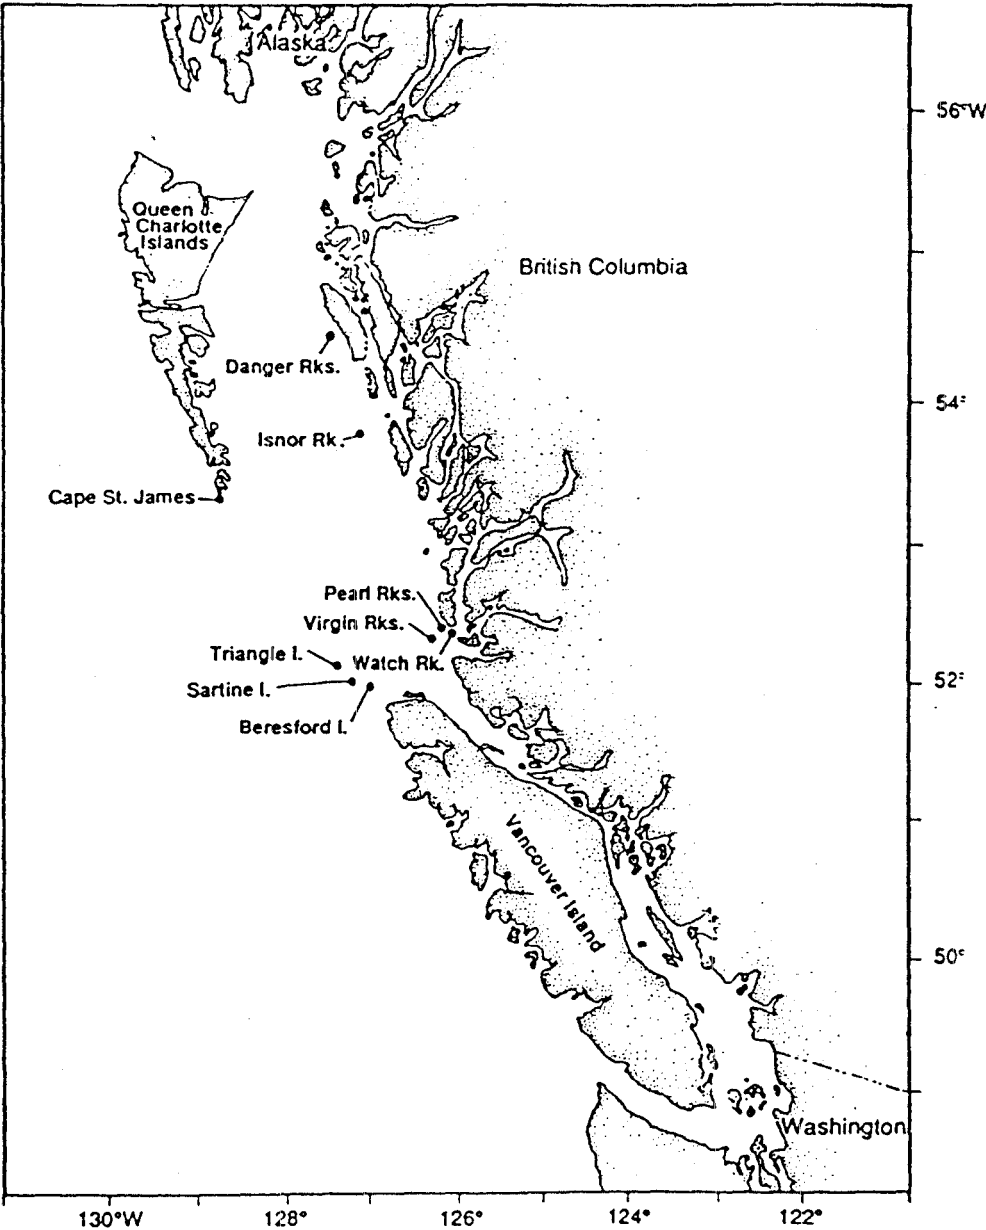 Alaska
56°W
Queen
Charlotte
Islands
British Columbia
Danger Rks.
54°
Isnor Rk.
Cape St. James
Pearl Rks.
Virgin Rks.
Triangle I.
Watch Rk.
52°
Sartine I.
Beresford I.
Vancouver Island
50°
Washington
130°W
128°
126°
124°
122°